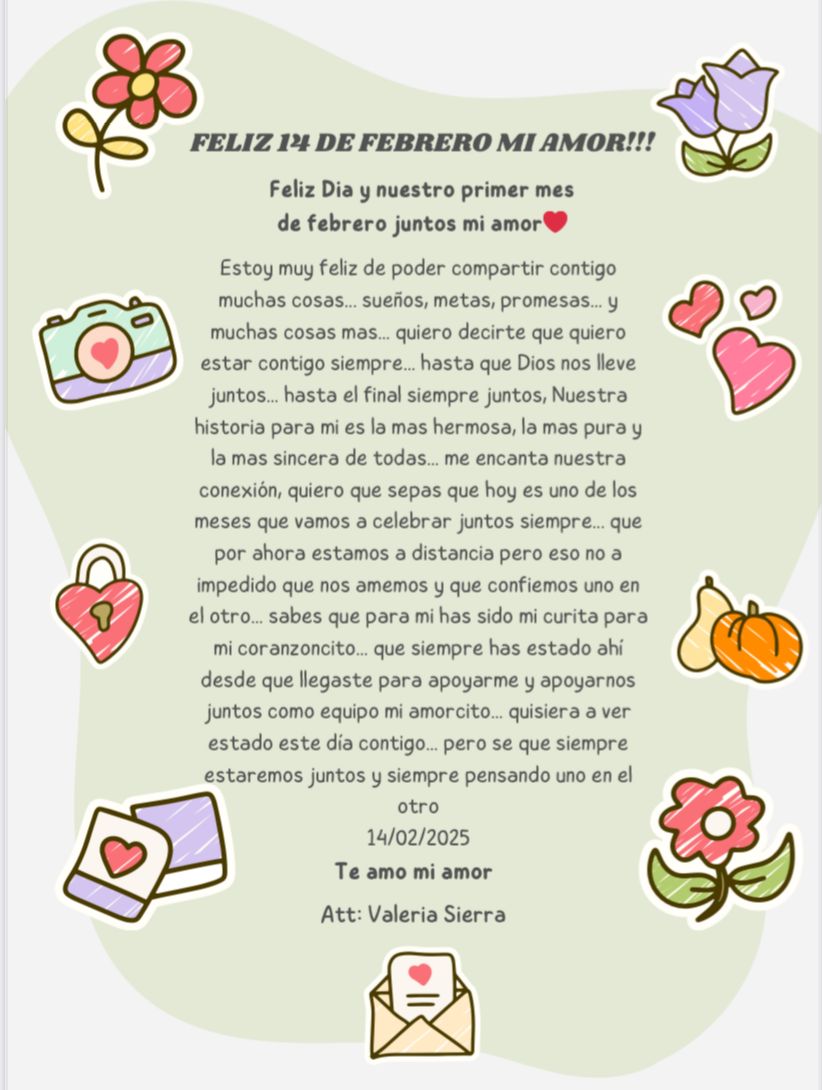 FELIZ 14 DE FEBRERO MI AMOR!!!
Feliz Dia y nuestro primer mes
de febrero juntos mi amor❤️
Estoy muy feliz de poder compartir contigo
muchas cosas... sueños, metas, promesas... y
muchas cosas mas... quiero decirte que quiero
estar contigo siempre... hasta que Dios nos lleve
juntos... hasta el final siempre juntos, Nuestra
historia para mi es la mas hermosa, la mas pura y
la mas sincera de todas... me encanta nuestra
conexión, quiero que sepas que hoy es uno de los
meses que vamos a celebrar juntos siempre... que
por ahora estamos a distancia pero eso no a
impedido que nos amemos y que confiemos uno en
el otro... sabes que para mi has sido mi curita para
mi coranzoncito... que siempre has estado ahí
desde que llegaste para apoyarme y apoyarnos
juntos como equipo mi amorcito... quisiera a ver
estado este día contigo... pero se que siempre
estaremos juntos y siempre pensando uno en el
otro
14/02/2025
Te amo mi amor
Att: Valeria Sierra